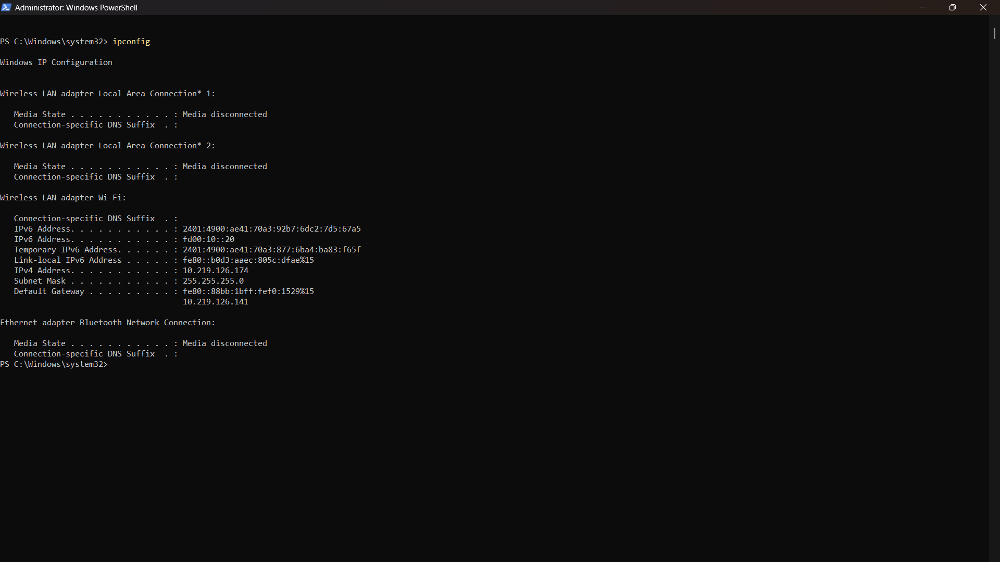 Administrator: Windows PowerShell
PS C:\Windows\system32> ipconfig
Windows IP Configuration
Wireless LAN adapter Local Area Connection* 1:
   Media State . . . . . . . . . . . : Media disconnected
   Connection-specific DNS Suffix  . :
Wireless LAN adapter Local Area Connection* 2:
   Media State . . . . . . . . . . . : Media disconnected
   Connection-specific DNS Suffix  . :
Wireless LAN adapter Wi-Fi:
   Connection-specific DNS Suffix  . :
   IPv6 Address. . . . . . . . . . . : 2401:4900:ae41:70a3:92b7:6dc2:7d5:67a5
   IPv6 Address. . . . . . . . . . . : fd00:10::20
   Temporary IPv6 Address. . . . . . : 2401:4900:ae41:70a3:877:6ba4:ba83:f65f
   Link-local IPv6 Address . . . . . : fe80::b0d3:aaec:805c:dfae%15
   IPv4 Address. . . . . . . . . . . : 10.219.126.174
   Subnet Mask . . . . . . . . . . . : 255.255.255.0
   Default Gateway . . . . . . . . . : fe80::88bb:1bff:fef0:1529%15
                                       10.219.126.141
Ethernet adapter Bluetooth Network Connection:
   Media State . . . . . . . . . . . : Media disconnected
   Connection-specific DNS Suffix  . :
PS C:\Windows\system32>